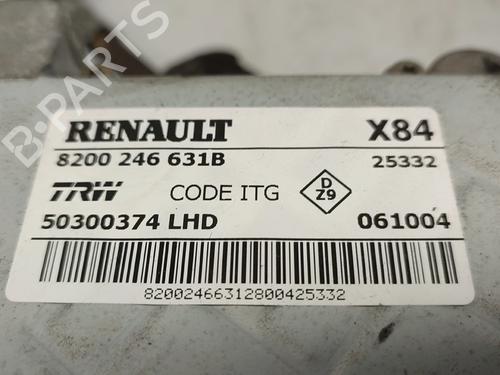 B-PARTS
RENAULT X84
8200 246 631B 25332
TRW CODE ITG D Z9
50300374 LHD 061004
82002466312800425332